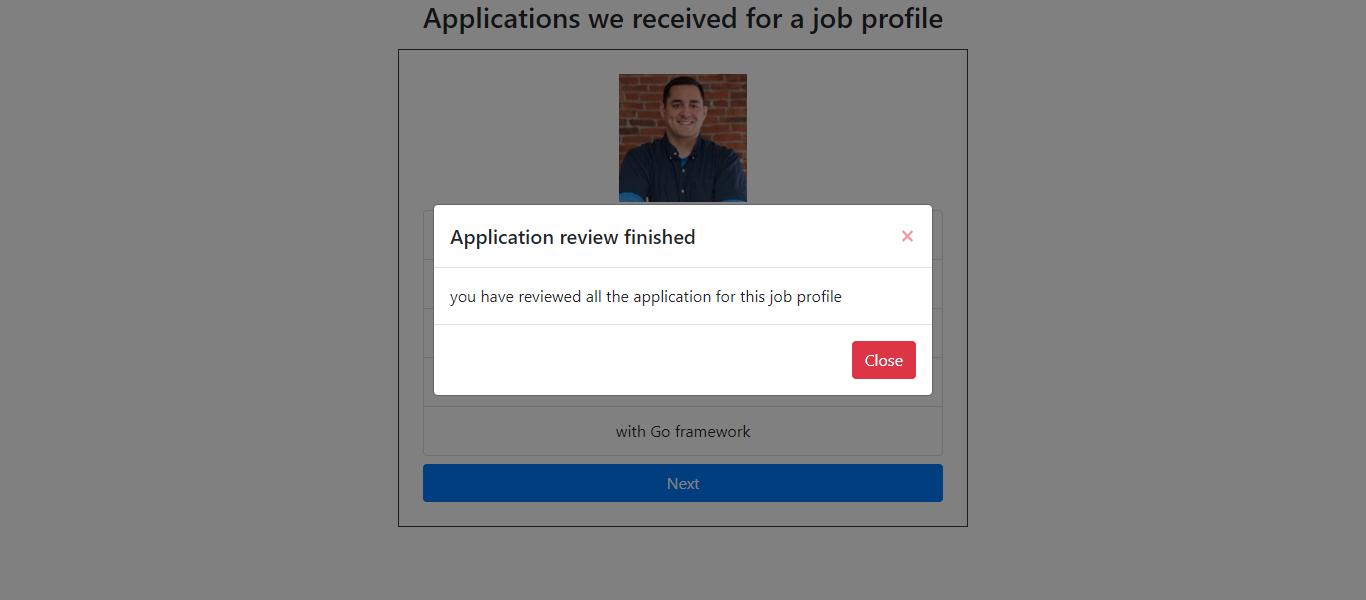 Applications we received for a job profile
Application review finished
×
you have reviewed all the application for this job profile
Close
with Go framework
Next